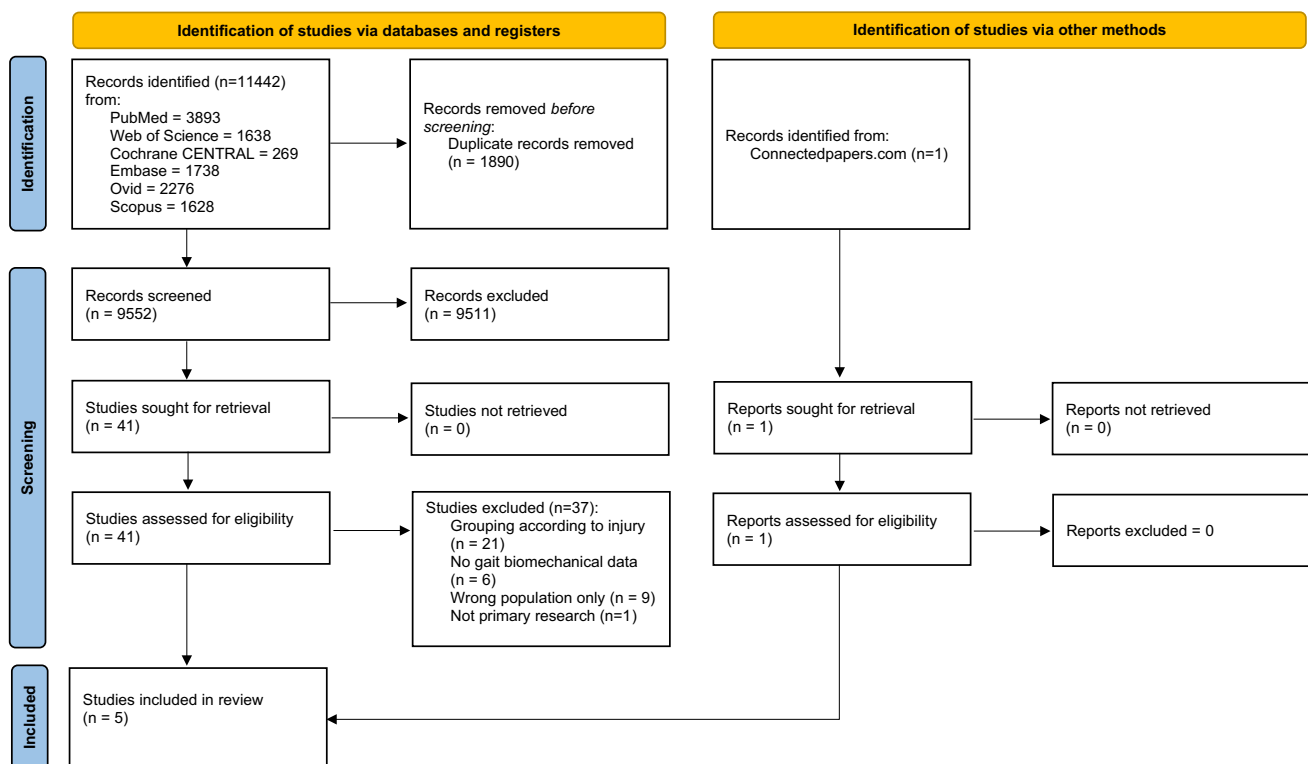 Identification of studies via databases and registers
Identification of studies via other methods
Identification
Records identified (n=11442)
from:
PubMed = 3893
Web of Science = 1638
Cochrane CENTRAL = 269
Embase = 1738
Ovid = 2276
Scopus = 1628
Records removed before
screening:
Duplicate records removed
(n = 1890)
Records identified from:
Connectedpapers.com (n=1)
Screening
Records screened
(n = 9552)
Records excluded
(n = 9511)
Studies sought for retrieval
(n = 41)
Studies not retrieved
(n = 0)
Reports sought for retrieval
(n = 1)
Reports not retrieved
(n = 0)
Studies assessed for eligibility
(n = 41)
Studies excluded (n=37):
Grouping according to injury
(n = 21)
No gait biomechanical data
(n = 6)
Wrong population only (n = 9)
Not primary research (n=1)
Reports assessed for eligibility
(n = 1)
Reports excluded = 0
Included
Studies included in review
(n = 5)